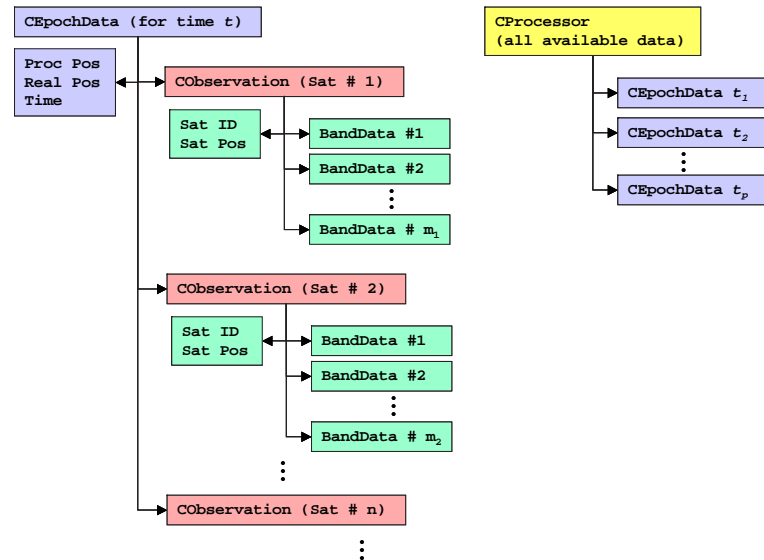 CEpochData (for time t)
Proc Pos
Real Pos
Time
CObservation (Sat # 1)
Sat ID
Sat Pos
BandData #1
BandData #2
BandData # m₁
CObservation (Sat # 2)
Sat ID
Sat Pos
BandData #1
BandData #2
BandData # m₂
CObservation (Sat # n)
CProcessor
(all available data)
CEpochData t₁
CEpochData t₂
CEpochData tₚ